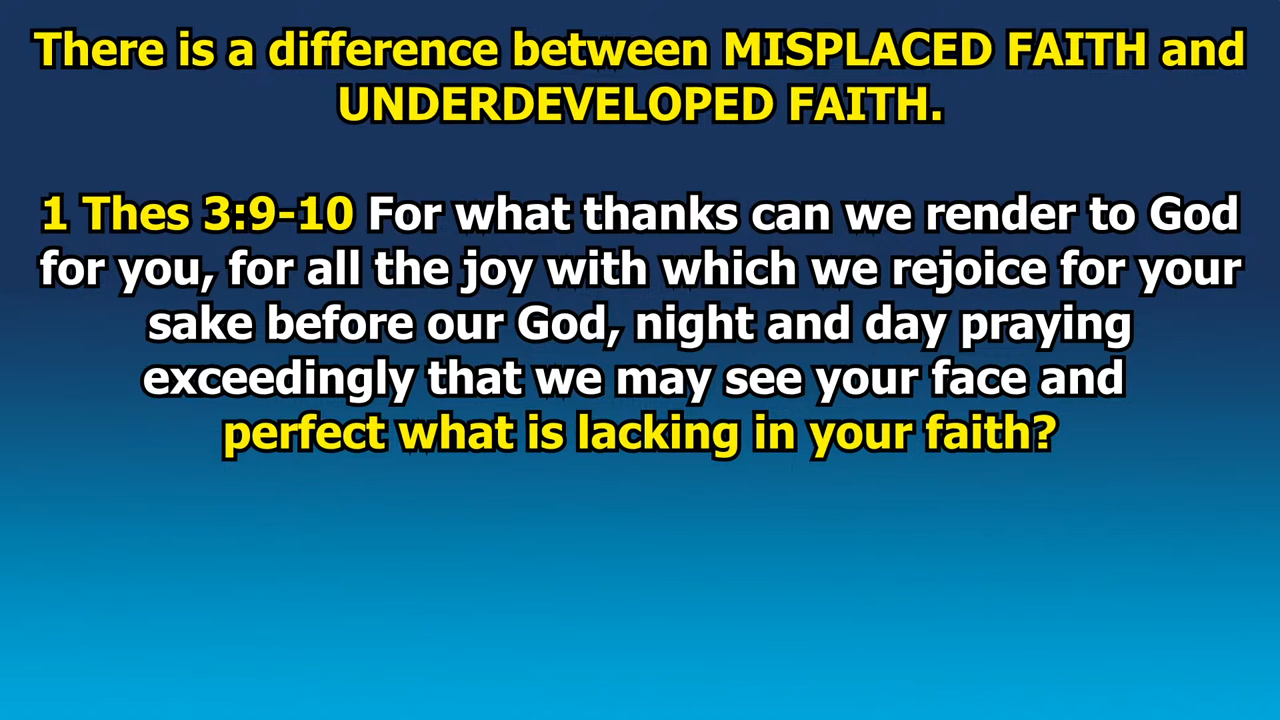 There is a difference between MISPLACED FAITH and
UNDERDEVELOPED FAITH.
1 Thes 3:9-10 For what thanks can we render to God
for you, for all the joy with which we rejoice for your
sake before our God, night and day praying
exceedingly that we may see your face and
perfect what is lacking in your faith?